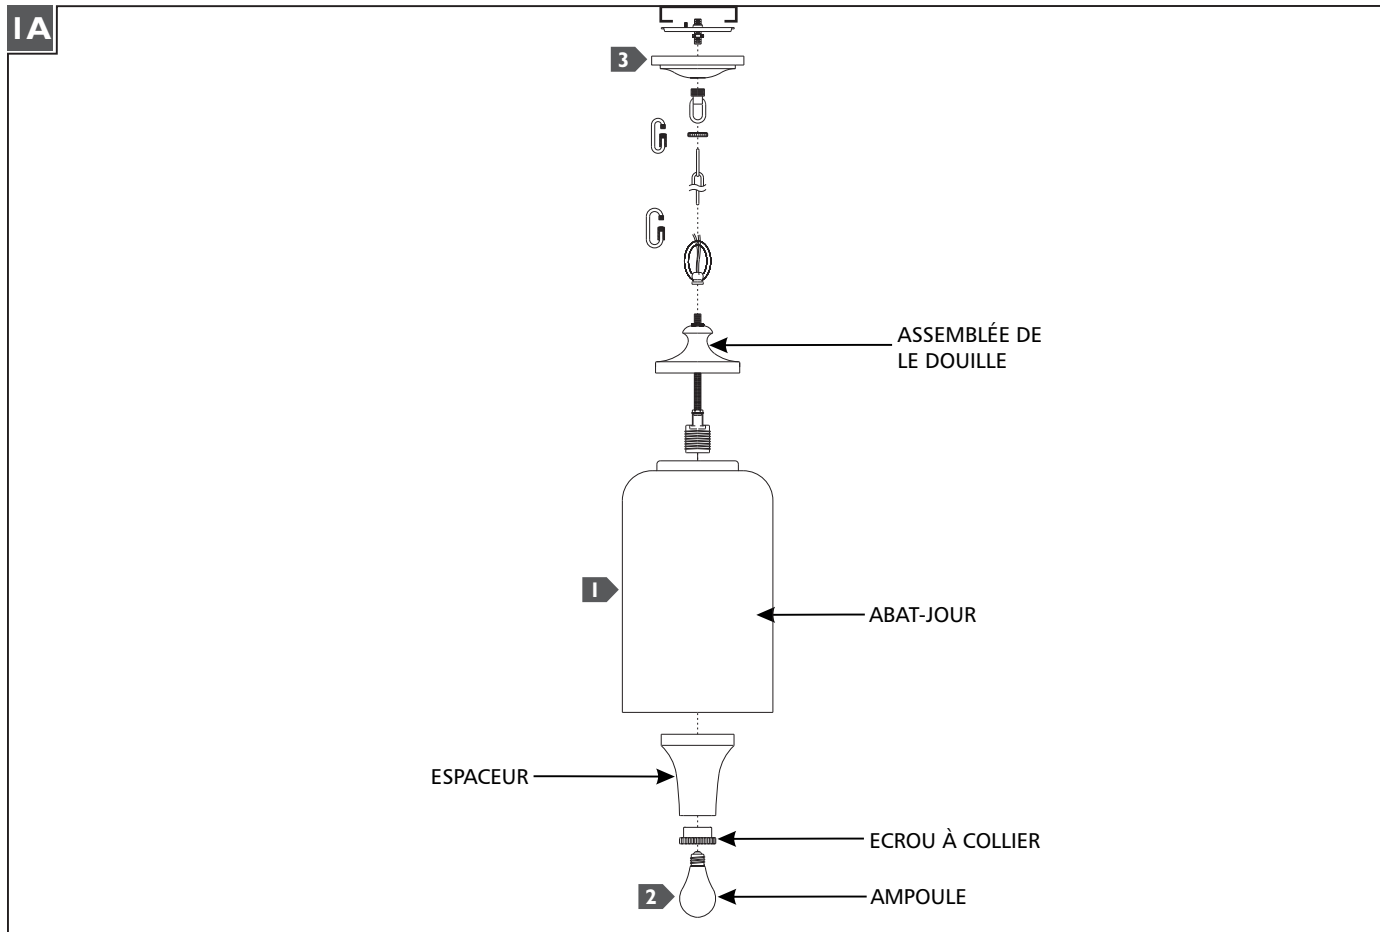 1A
3
ASSEMBLÉE DE
LE DOUILLE
1
ABAT-JOUR
ESPACEUR
ECROU À COLLIER
2
AMPOULE